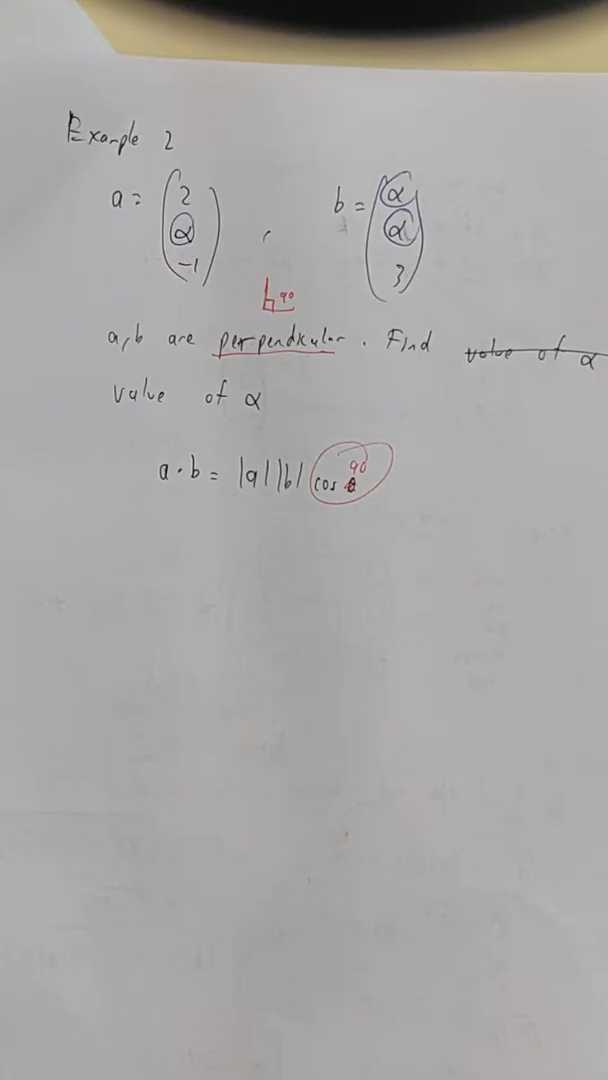 Example 2
a = (2 α -1) , b = (α α 3)
90
a,b are perpendicular. Find value of α
value of α
a · b = |a| |b| cos θ 90